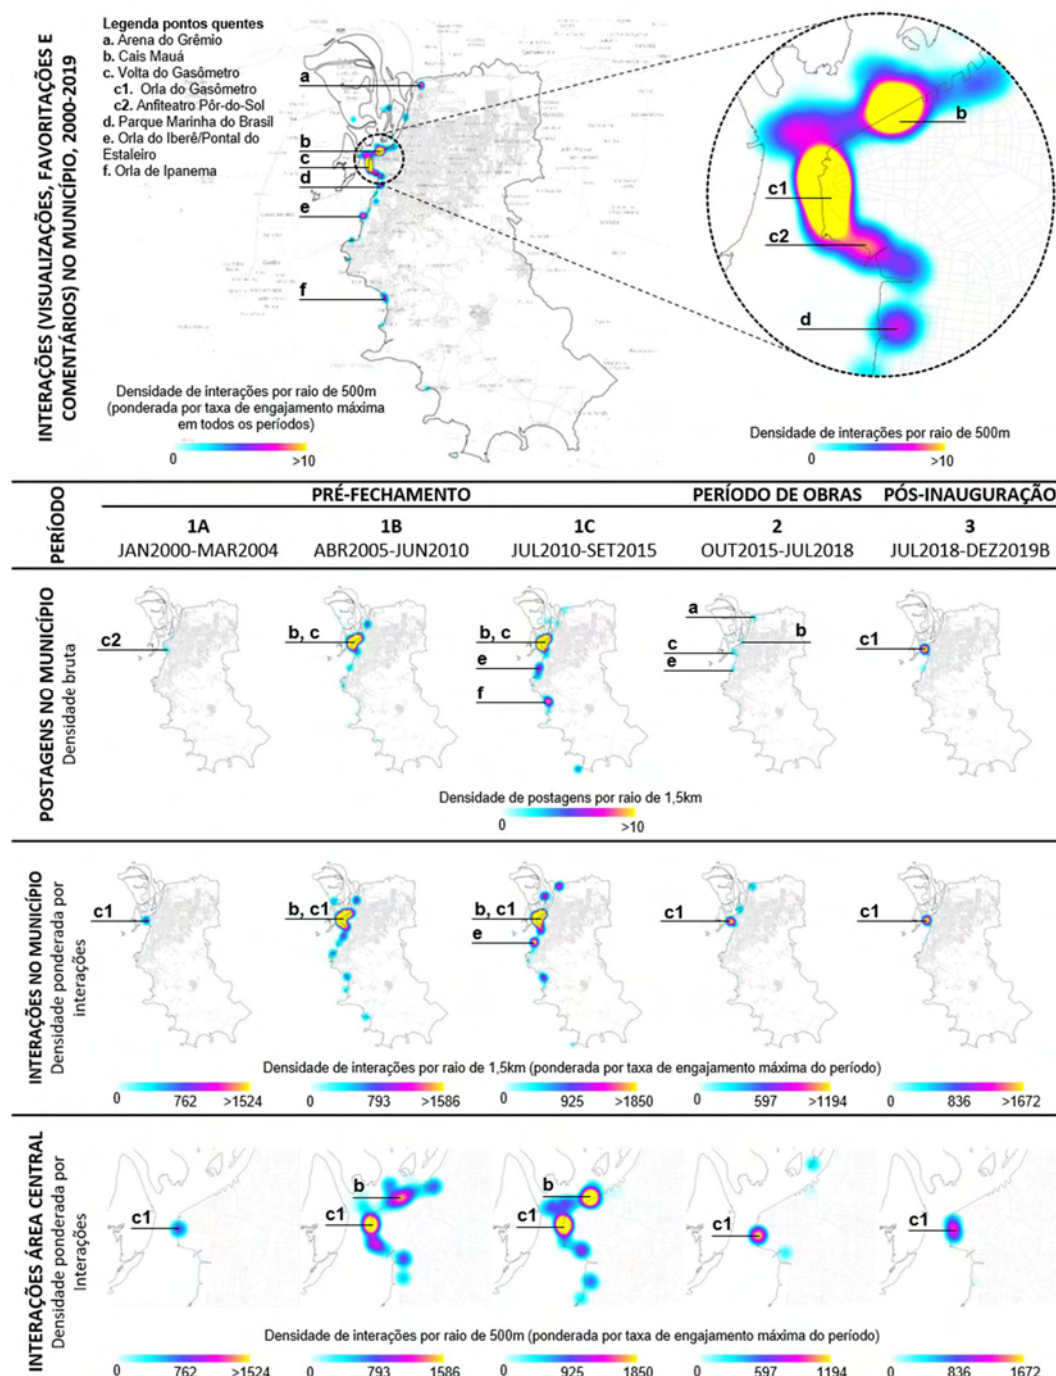 INTERAÇÕES (VISUALIZAÇÕES, FAVORITAÇÕES E
COMENTÁRIOS) NO MUNICÍPIO, 2000-2019
Legenda pontos quentes
a. Arena do Grêmio
b. Cais Mauá
c. Volta do Gasômetro
c1. Orla do Gasômetro
c2. Anfiteatro Pôr-do-Sol
d. Parque Marinha do Brasil
e. Orla do Iberê/Pontal do
Estaleiro
f. Orla de Ipanema
a
b
c
d
e
f
b
c1
c2
d
Densidade de interações por raio de 500m
(ponderada por taxa de engajamento máxima
em todos os períodos)
0 >10
Densidade de interações por raio de 500m
0 >10
PERÍODO
PRÉ-FECHAMENTO PERÍODO DE OBRAS PÓS-INAUGURAÇÃO
1A 1B 1C 2 3
JAN2000-MAR2004 ABR2005-JUN2010 JUL2010-SET2015 OUT2015-JUL2018 JUL2018-DEZ2019B
POSTAGENS NO MUNICÍPIO
Densidade bruta
c2
b, c
b, c
e
f
a
b
c
e
c1
Densidade de postagens por raio de 1,5km
0 >10
INTERAÇÕES NO MUNICÍPIO
Densidade ponderada por
interações
c1
b, c1
b, c1
e
c1
c1
Densidade de interações por raio de 1,5km (ponderada por taxa de engajamento máxima do período)
0 762 >1524 0 793 >1586 0 925 >1850 0 597 >1194 0 836 >1672
INTERAÇÕES ÁREA CENTRAL
Densidade ponderada por
Interações
c1
b
c1
b
c1
c1
c1
Densidade de interações por raio de 500m (ponderada por taxa de engajamento máxima do período)
0 762 >1524 0 793 1586 0 925 1850 0 597 1194 0 836 1672